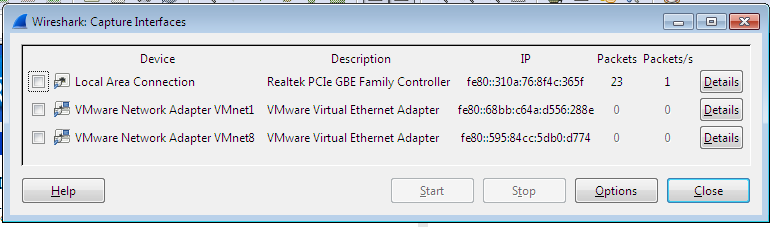 Wireshark: Capture Interfaces
Device Description IP Packets Packets/s
Local Area Connection Realtek PCIe GBE Family Controller fe80::310a:76:8f4c:365f 23 1 Details
VMware Network Adapter VMnet1 VMware Virtual Ethernet Adapter fe80::68bb:c64a:d556:288e 0 0 Details
VMware Network Adapter VMnet8 VMware Virtual Ethernet Adapter fe80::595:84cc:5db0:d774 0 0 Details
Help Start Stop Options Close